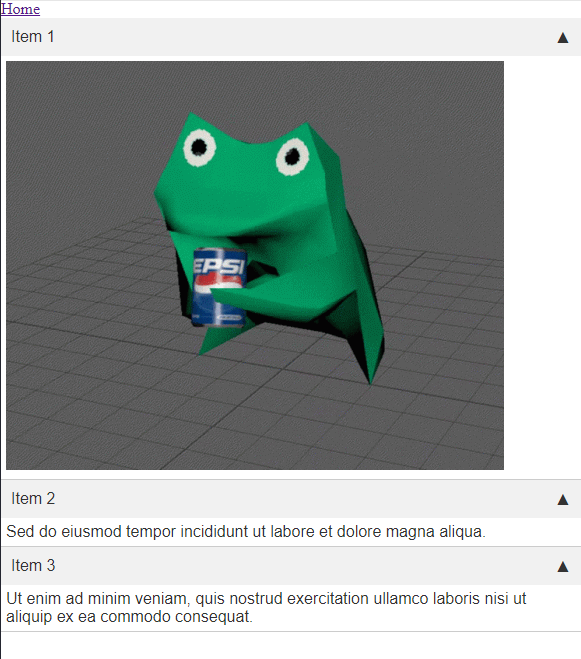 Home
Item 1 ▲
EPSI
Item 2 ▲
Sed do eiusmod tempor incididunt ut labore et dolore magna aliqua.
Item 3 ▲
Ut enim ad minim veniam, quis nostrud exercitation ullamco laboris nisi ut
aliquip ex ea commodo consequat.